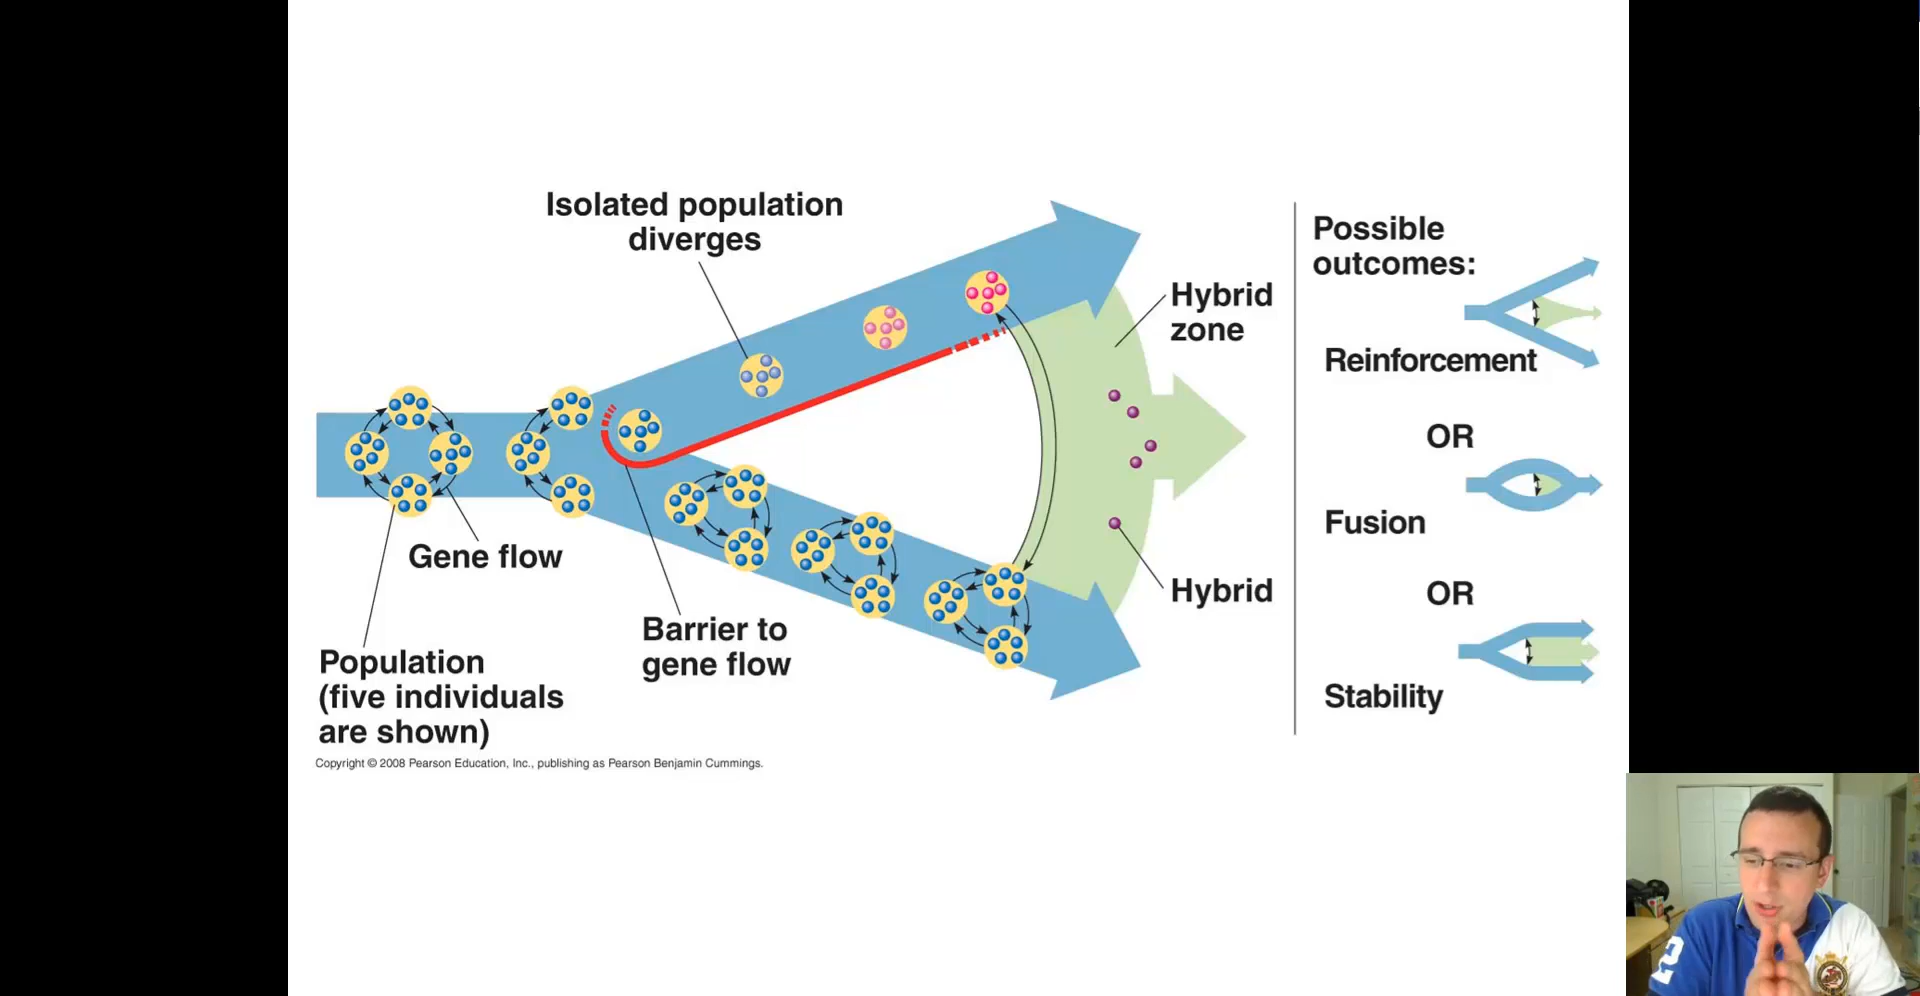 Isolated population
diverges
Hybrid
zone
Gene flow
Barrier to
gene flow
Hybrid
Population
(five individuals
are shown)
Copyright © 2008 Pearson Education, Inc., publishing as Pearson Benjamin Cummings.
Possible
outcomes:
Reinforcement
OR
Fusion
OR
Stability
2